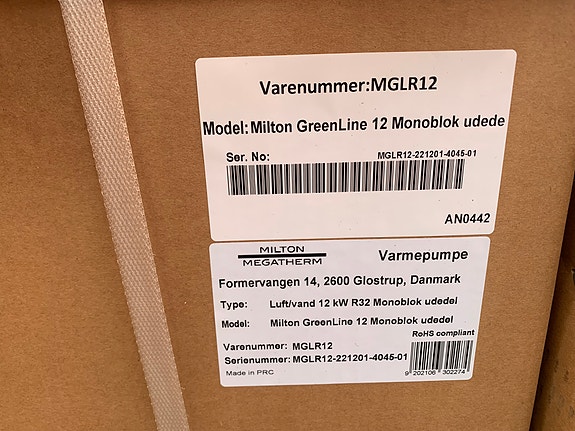 Varenummer:MGLR12
Model:Milton GreenLine 12 Monoblok udede
Ser. No: MGLR12-221201-4045-01
AN0442
MILTON
MEGATHERM
Varmepumpe
Formervangen 14, 2600 Glostrup, Danmark
Type: Luft/vand 12 kW R32 Monoblok udedel
Model: Milton GreenLine 12 Monoblok udedel
RoHS compliant
Varenummer: MGLR12
Serienummer: MGLR12-221201-4045-01
Made in PRC
9 202106 302274